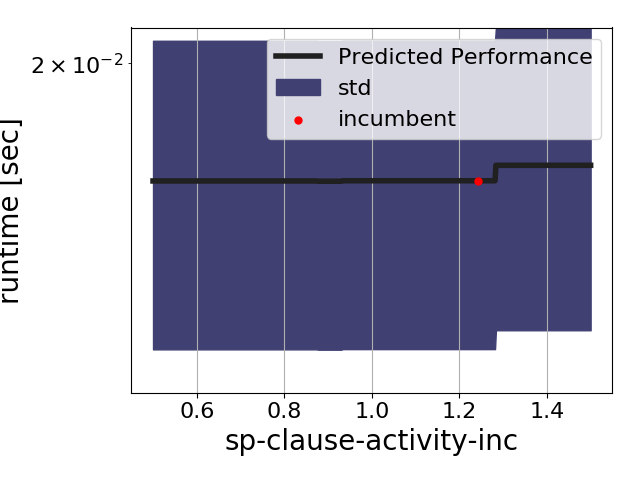 2 × 10⁻²
runtime [sec]
Predicted Performance
std
incumbent
0.6 0.8 1.0 1.2 1.4
sp-clause-activity-inc